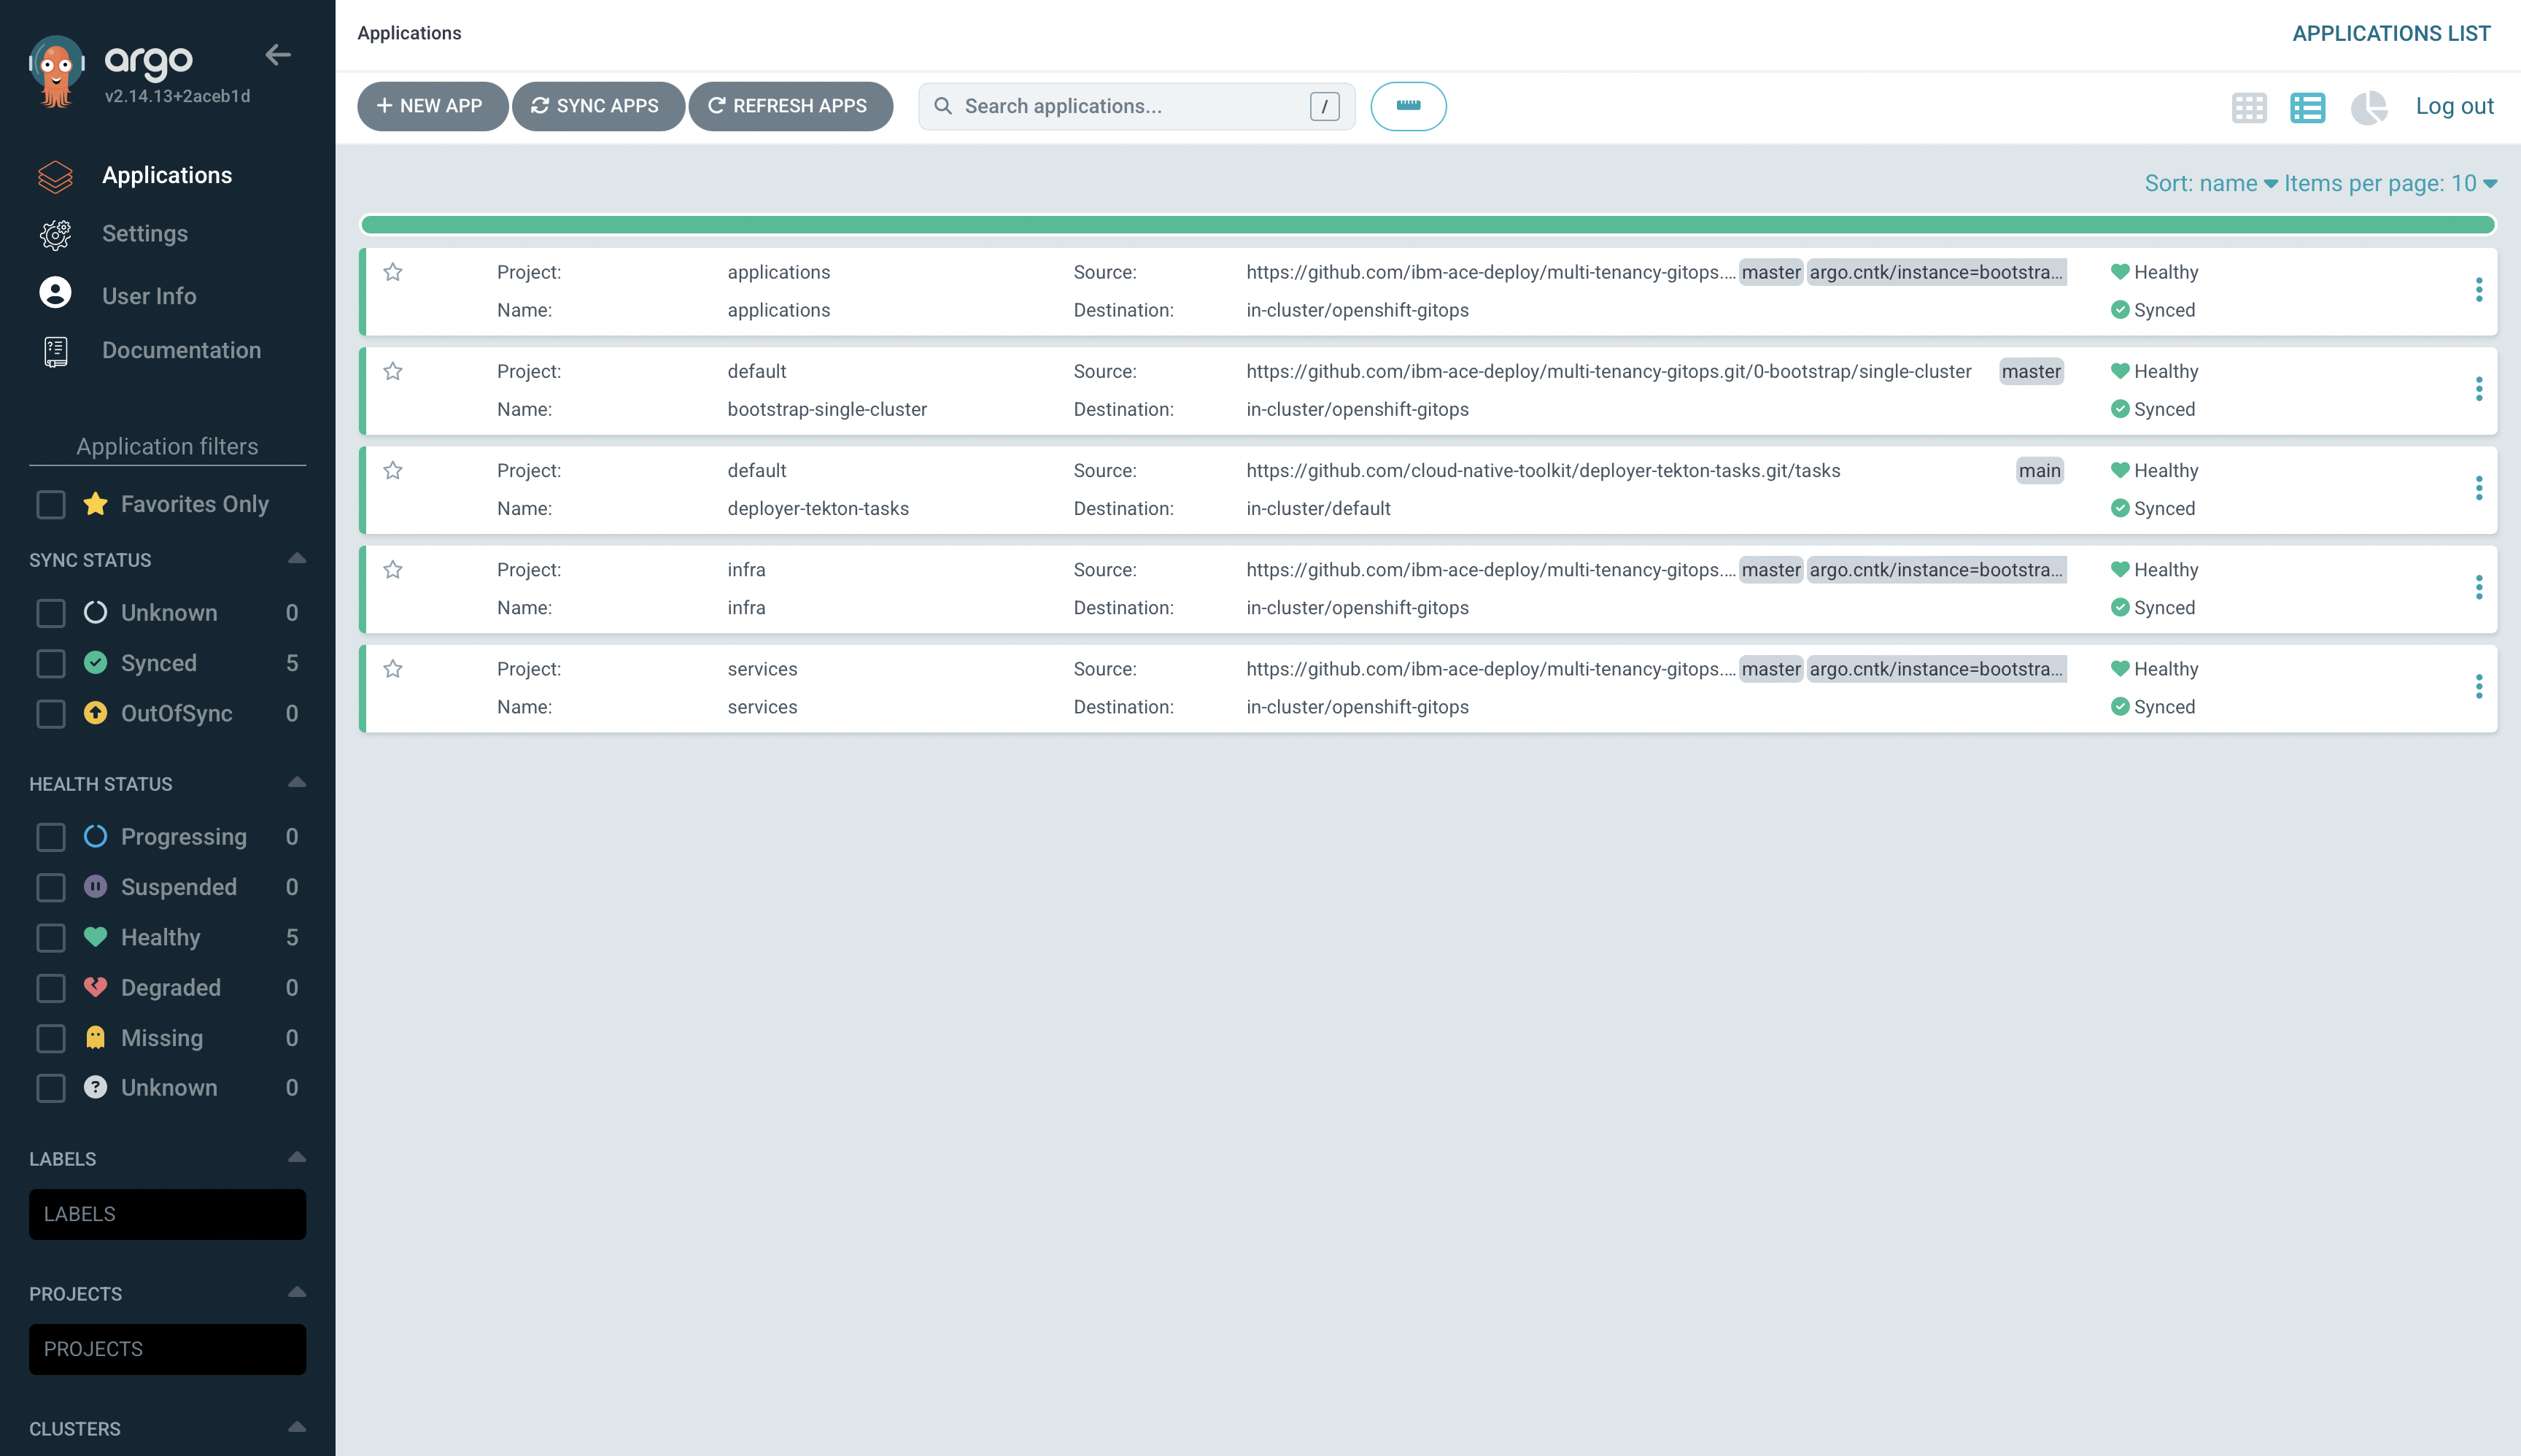 argo
v2.14.13+2aceb1d
Applications
Settings
User Info
Documentation
Application filters
Favorites Only
SYNC STATUS
Unknown 0
Synced 5
OutOfSync 0
HEALTH STATUS
Progressing 0
Suspended 0
Healthy 5
Degraded 0
Missing 0
? Unknown 0
LABELS
LABELS
PROJECTS
PROJECTS
CLUSTERS
Applications APPLICATIONS LIST
+ NEW APP SYNC APPS REFRESH APPS Search applications... / Log out
Sort: name Items per page: 10
Project: applications Source: https://github.com/ibm-ace-deploy/multi-tenancy-gitops.... master argo.cntk/instance=bootstra... Healthy
Name: applications Destination: in-cluster/openshift-gitops Synced
Project: default Source: https://github.com/ibm-ace-deploy/multi-tenancy-gitops.git/0-bootstrap/single-cluster master Healthy
Name: bootstrap-single-cluster Destination: in-cluster/openshift-gitops Synced
Project: default Source: https://github.com/cloud-native-toolkit/deployer-tekton-tasks.git/tasks main Healthy
Name: deployer-tekton-tasks Destination: in-cluster/default Synced
Project: infra Source: https://github.com/ibm-ace-deploy/multi-tenancy-gitops.... master argo.cntk/instance=bootstra... Healthy
Name: infra Destination: in-cluster/openshift-gitops Synced
Project: services Source: https://github.com/ibm-ace-deploy/multi-tenancy-gitops.... master argo.cntk/instance=bootstra... Healthy
Name: services Destination: in-cluster/openshift-gitops Synced